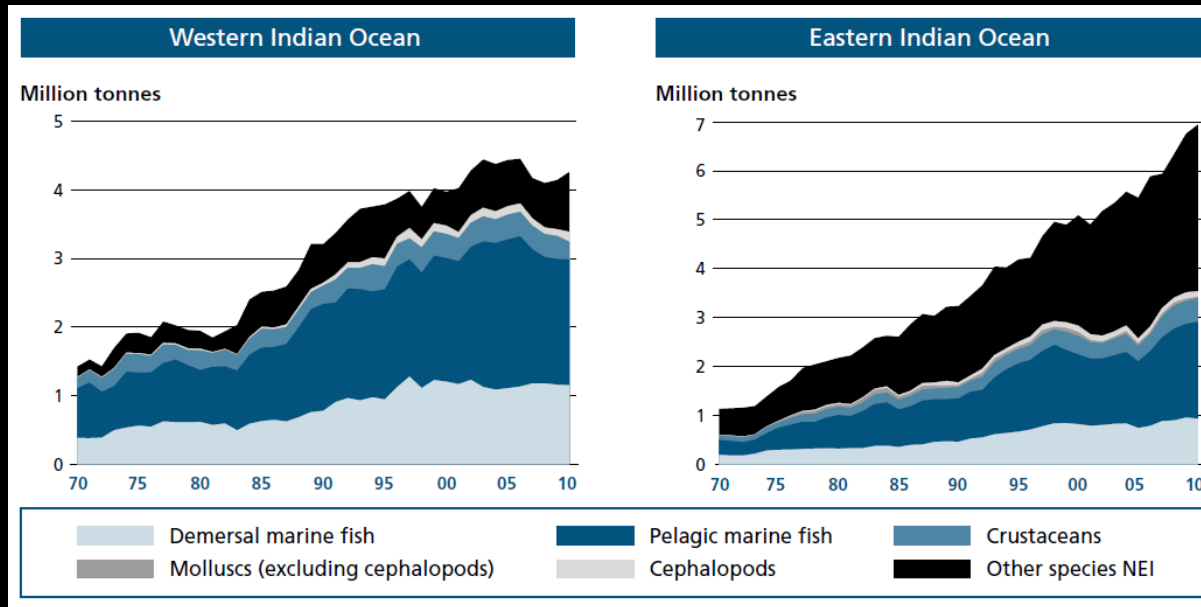 Western Indian Ocean
Eastern Indian Ocean
Million tonnes
Million tonnes
5
4
3
2
1
0
70 75 80 85 90 95 00 05 10
7
6
5
4
3
2
1
0
70 75 80 85 90 95 00 05 10
Demersal marine fish
Pelagic marine fish
Crustaceans
Molluscs (excluding cephalopods)
Cephalopods
Other species NEI